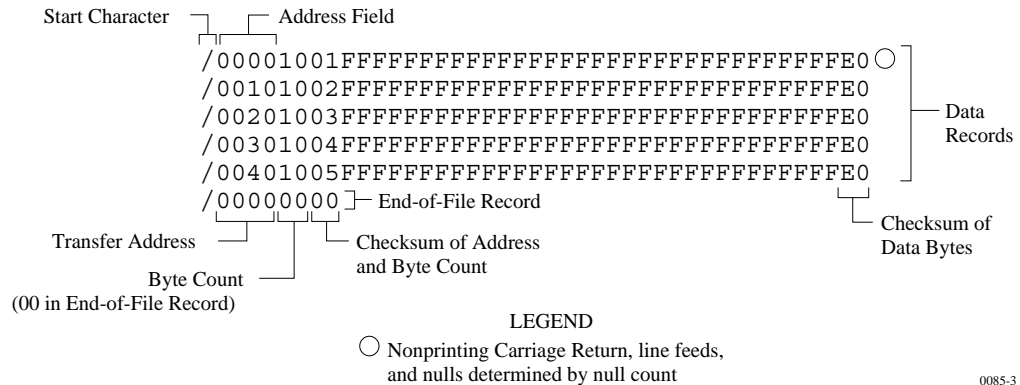 Start Character
Address Field
/00001001FFFFFFFFFFFFFFFFFFFFFFFFFFFFFFFFE0
/00101002FFFFFFFFFFFFFFFFFFFFFFFFFFFFFFFFE0
/00201003FFFFFFFFFFFFFFFFFFFFFFFFFFFFFFFFE0
/00301004FFFFFFFFFFFFFFFFFFFFFFFFFFFFFFFFE0
/00401005FFFFFFFFFFFFFFFFFFFFFFFFFFFFFFFFE0
/00000000
Data
Records
End-of-File Record
Transfer Address
Checksum of Address
and Byte Count
Checksum of
Data Bytes
Byte Count
(00 in End-of-File Record)
LEGEND
Nonprinting Carriage Return, line feeds,
and nulls determined by null count
0085-3